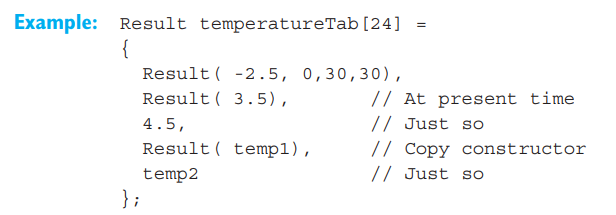 Example: Result temperatureTab[24] =
{
Result( -2.5, 0,30,30),
Result( 3.5), // At present time
4.5, // Just so
Result( temp1), // Copy constructor
temp2 // Just so
};